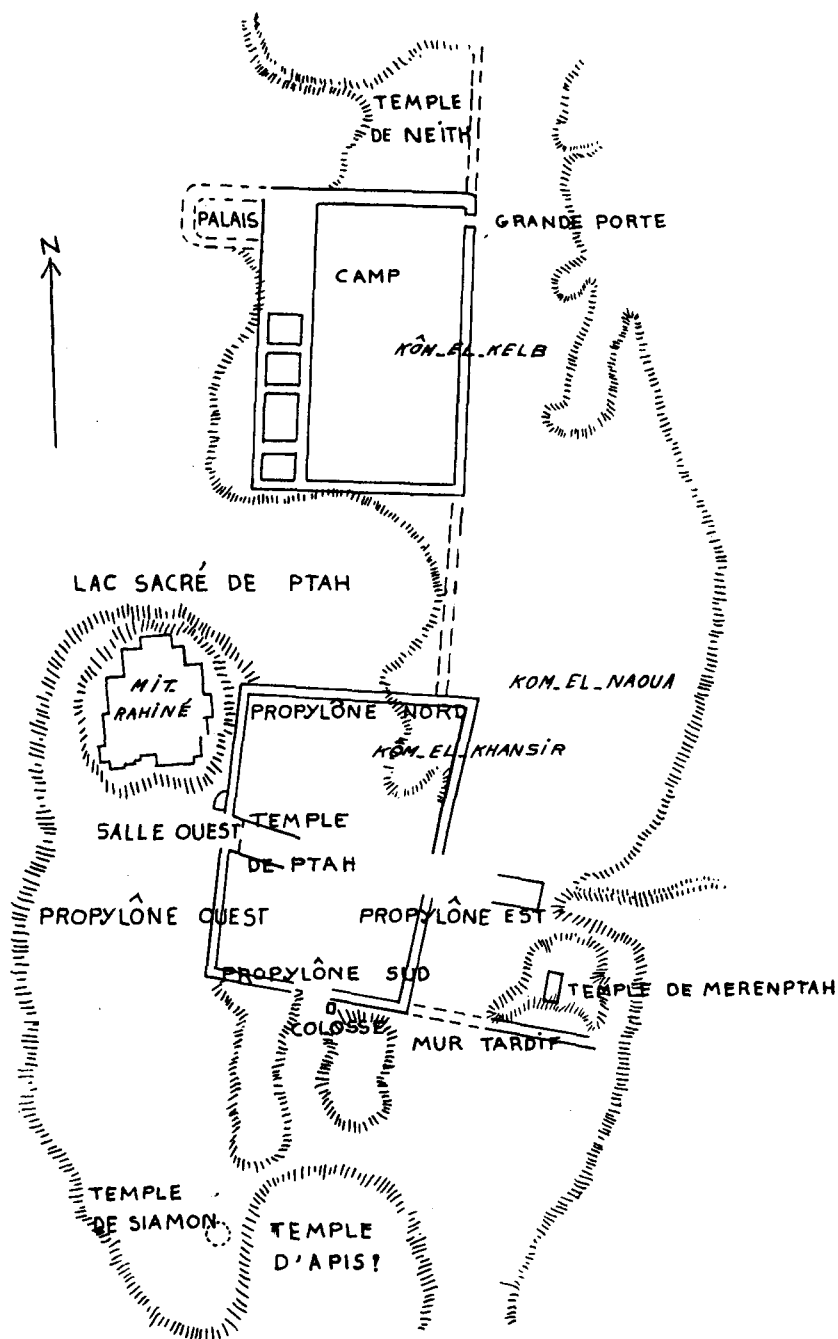 TEMPLE
DE NEITH
PALAIS
GRANDE PORTE
N
CAMP
KÔM_EL_KELB
LAC SACRÉ DE PTAH
MIT_
RAHINÉ
KOM_EL_NAOUA
PROPYLÔNE NORD
KÔM_EL_KHANSIR
SALLE OUEST
TEMPLE
DE PTAH
PROPYLÔNE OUEST
PROPYLÔNE EST
PROPYLÔNE SUD
TEMPLE DE MERENPTAH
COLOSSE
MUR TARDIF
TEMPLE
DE SIAMON
TEMPLE
D'APIS?